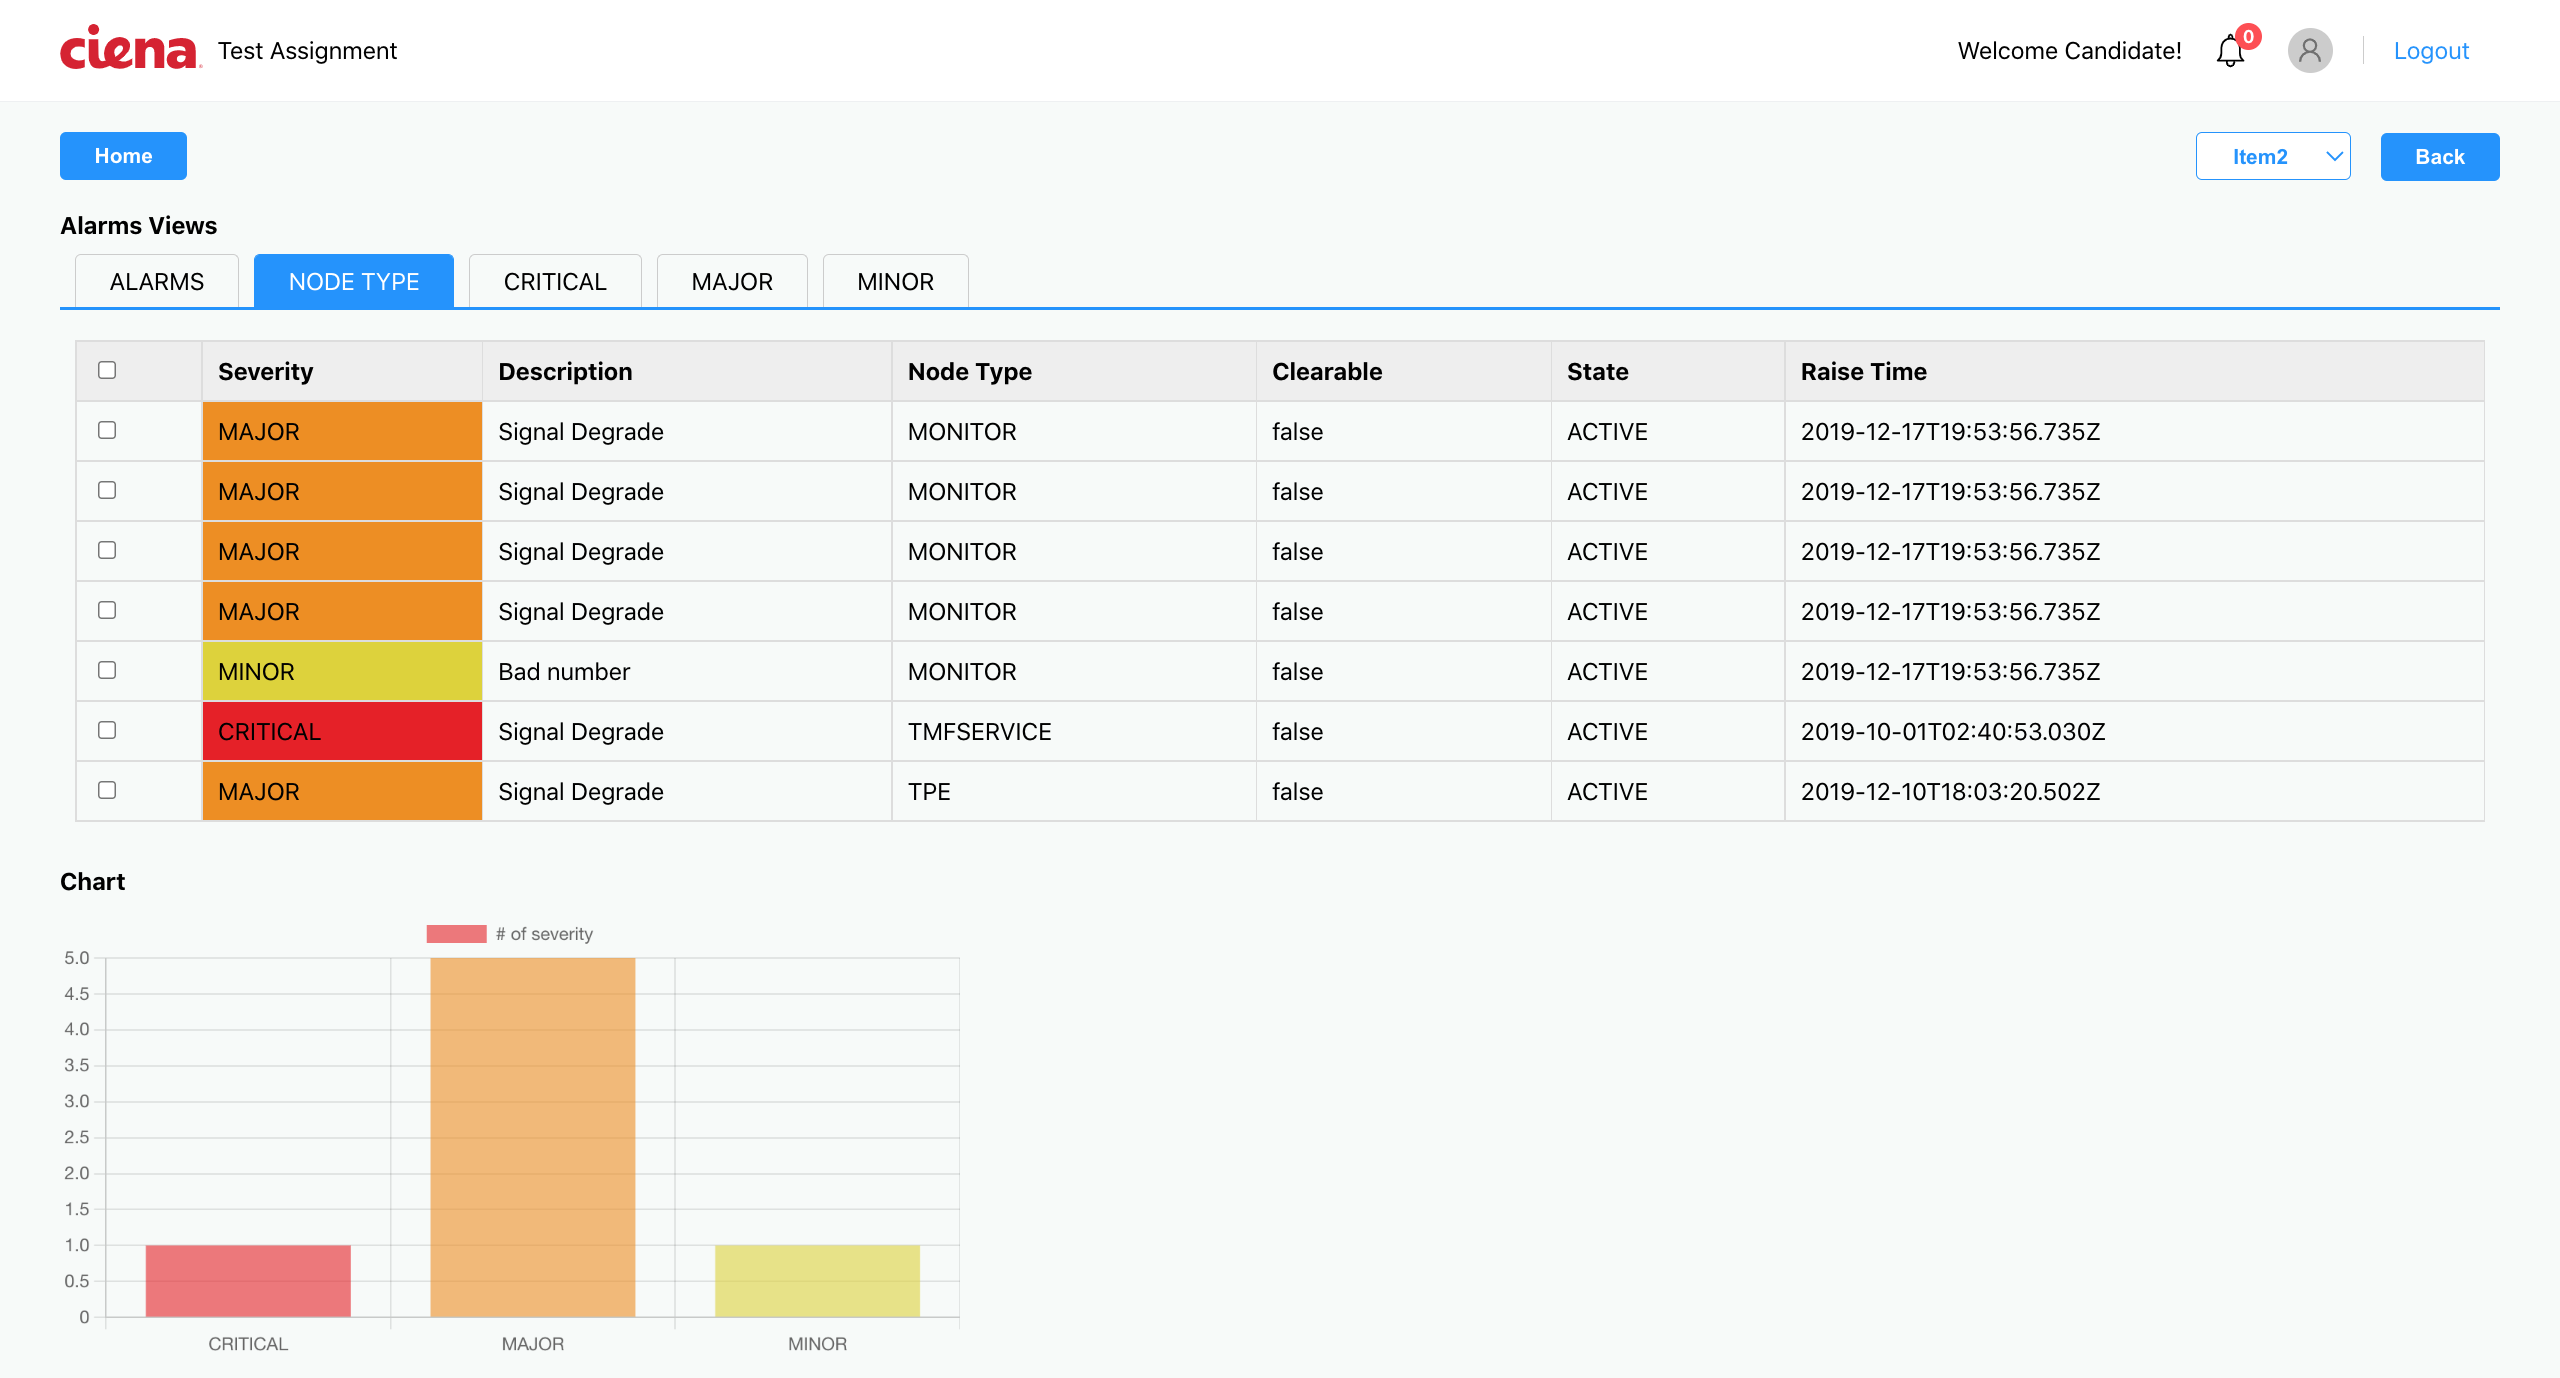 ciena Test Assignment Welcome Candidate! 0 Logout
Home Item2 Back
Alarms Views
ALARMS NODE TYPE CRITICAL MAJOR MINOR
Severity Description Node Type Clearable State Raise Time
MAJOR Signal Degrade MONITOR false ACTIVE 2019-12-17T19:53:56.735Z
MAJOR Signal Degrade MONITOR false ACTIVE 2019-12-17T19:53:56.735Z
MAJOR Signal Degrade MONITOR false ACTIVE 2019-12-17T19:53:56.735Z
MAJOR Signal Degrade MONITOR false ACTIVE 2019-12-17T19:53:56.735Z
MINOR Bad number MONITOR false ACTIVE 2019-12-17T19:53:56.735Z
CRITICAL Signal Degrade TMFSERVICE false ACTIVE 2019-10-01T02:40:53.030Z
MAJOR Signal Degrade TPE false ACTIVE 2019-12-10T18:03:20.502Z
Chart
# of severity
5.0
4.5
4.0
3.5
3.0
2.5
2.0
1.5
1.0
0.5
0
CRITICAL MAJOR MINOR